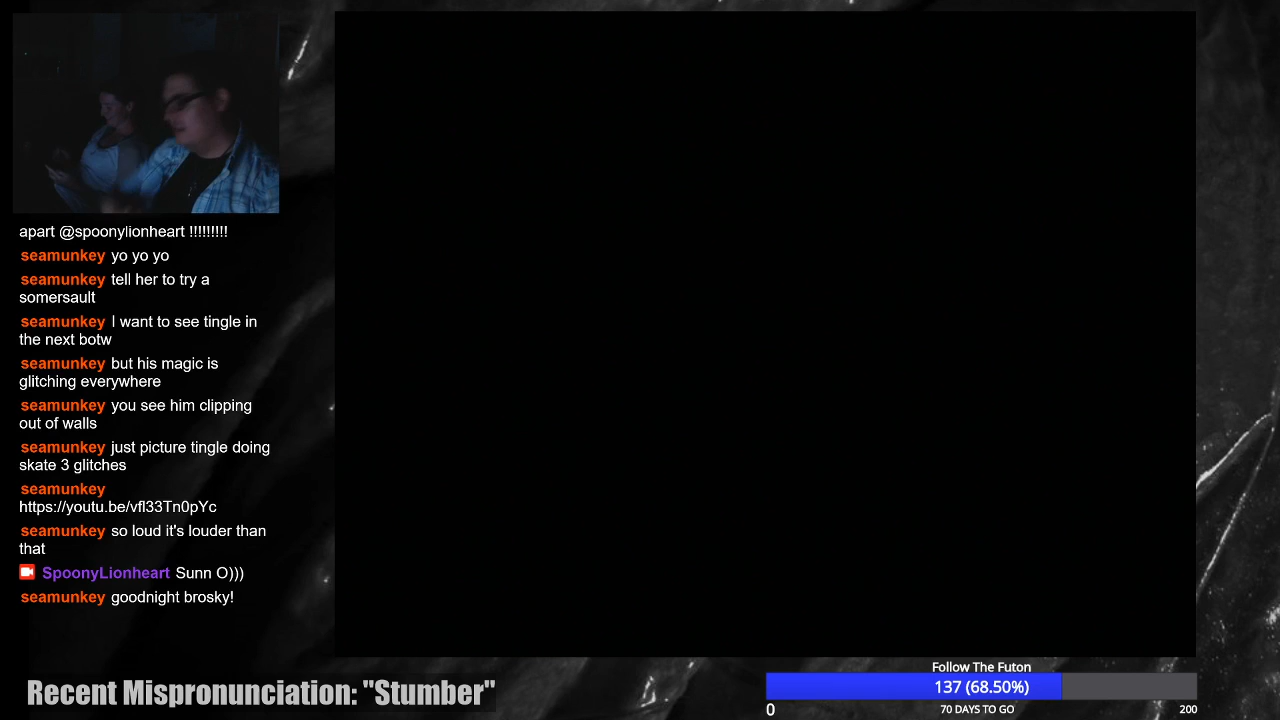 apart @spoonylionheart !!!!!!!!!
seamunkey yo yo yo
seamunkey tell her to try a
somersault
seamunkey I want to see tingle in
the next botw
seamunkey but his magic is
glitching everywhere
seamunkey you see him clipping
out of walls
seamunkey just picture tingle doing
skate 3 glitches
seamunkey
https://youtu.be/vfl33Tn0pYc
seamunkey so loud it's louder than
that
SpoonyLionheart Sunn O)))
seamunkey goodnight brosky!
Recent Mispronunciation: "Stumber"
Follow The Futon
137 (68.50%)
0 70 DAYS TO GO 200